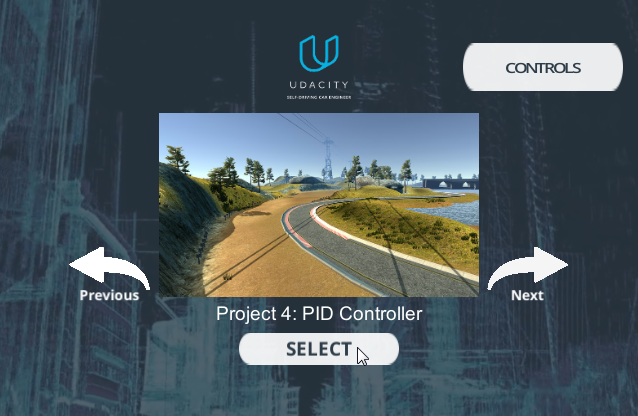 UDACITY
SELF-DRIVING CAR ENGINEER
CONTROLS
Previous
Next
Project 4: PID Controller
SELECT